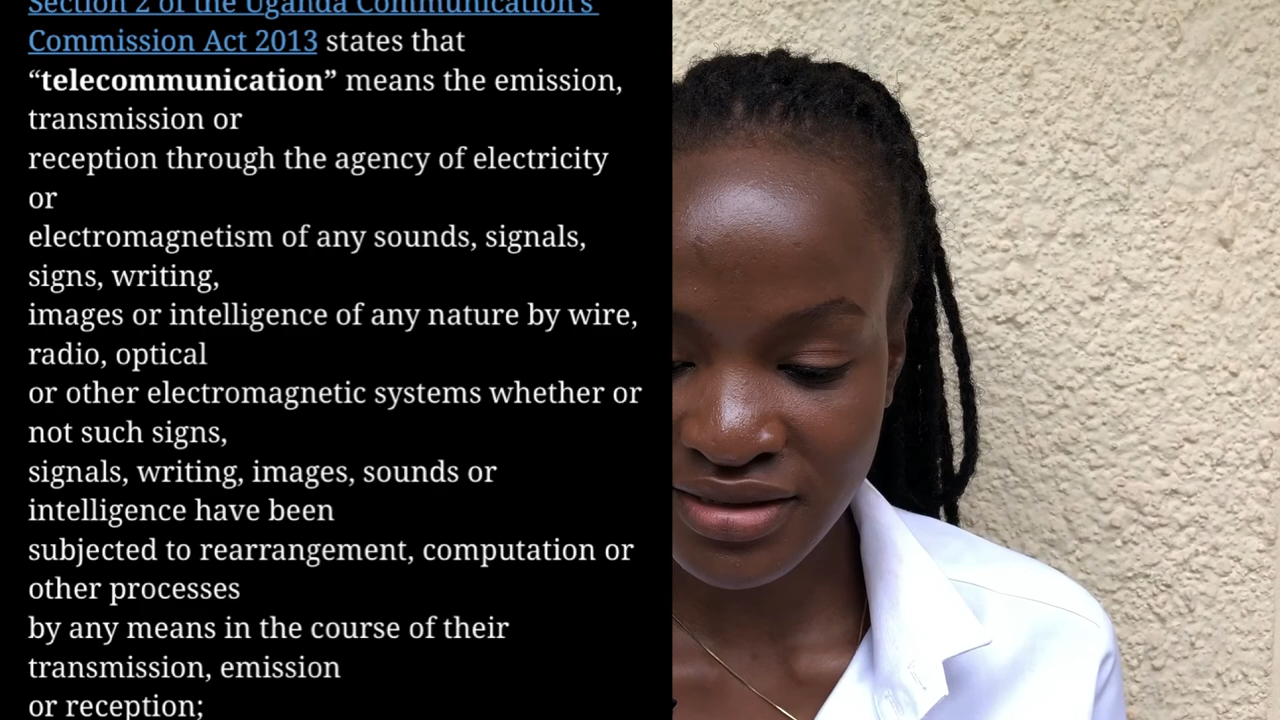 Section 2 of the Uganda Communication's
Commission Act 2013 states that
“telecommunication” means the emission,
transmission or
reception through the agency of electricity
or
electromagnetism of any sounds, signals,
signs, writing,
images or intelligence of any nature by wire,
radio, optical
or other electromagnetic systems whether or
not such signs,
signals, writing, images, sounds or
intelligence have been
subjected to rearrangement, computation or
other processes
by any means in the course of their
transmission, emission
or reception;